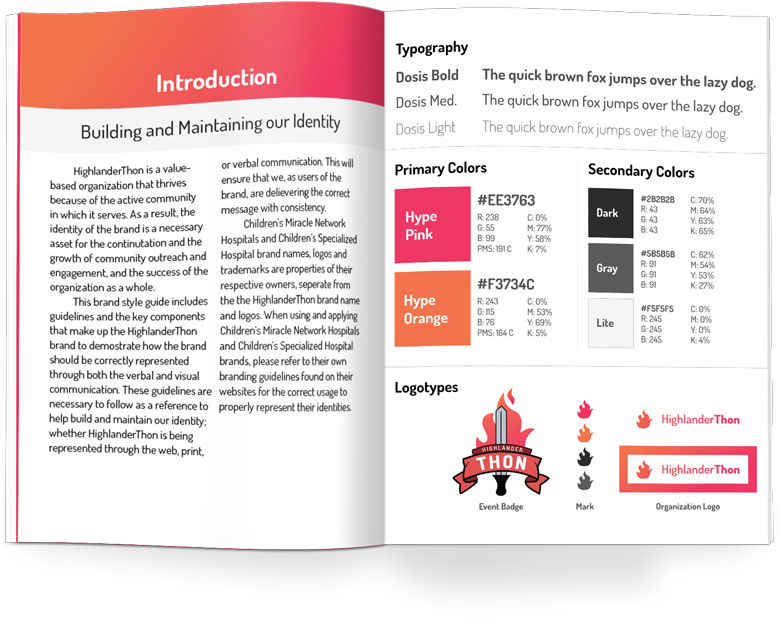 Introduction
Building and Maintaining our Identity
HighlanderThon is a value-
based organization that thrives
because of the active community
in which it serves. As a result, the
identity of the brand is a necessary
asset for the continutation and the
growth of community outreach and
engagement, and the success of the
organization as a whole.
This brand style guide includes
guidelines and the key components
that make up the HighlanderThon
brand to demostrate how the brand
should be correctly represented
through both the verbal and visual
communication. These guidelines are
necessary to follow as a reference to
help build and maintain our identity;
whether HighlanderThon is being
represented through the web, print,
or verbal communication. This will
ensure that we, as users of the
brand, are delievering the correct
message with consistency.
Children's Miracle Network
Hospitals and Children's Specialized
Hospital brand names, logos and
trademarks are properties of their
respective owners, seperate from
the the HighlanderThon brand name
and logos. When using and applying
Children's Miracle Network Hospitals
and Children's Specialized Hospital
brands, please refer to their own
branding guidelines found on their
websites for the correct usage to
properly represent their identities.
Typography
Dosis Bold The quick brown fox jumps over the lazy dog.
Dosis Med. The quick brown fox jumps over the lazy dog.
Dosis Light The quick brown fox jumps over the lazy dog.
Primary Colors
Hype
Pink
#EE3763
R: 238 C: 0%
G: 55 M: 77%
B: 99 Y: 58%
PMS: 191 C K: 7%
Hype
Orange
#F3734C
R: 243 C: 0%
G: 115 M: 53%
B: 76 Y: 69%
PMS: 164 C K: 5%
Secondary Colors
Dark
#2B2B2B C: 70%
R: 43 M: 64%
G: 43 Y: 63%
B: 43 K: 65%
Gray
#5B5B5B C: 62%
R: 91 M: 54%
G: 91 Y: 53%
B: 91 K: 27%
Lite
#F5F5F5 C: 0%
R: 245 M: 0%
G: 245 Y: 0%
B: 245 K: 4%
Logotypes
HIGHLANDER
THON
Event Badge
Mark
HighlanderThon
HighlanderThon
Organization Logo